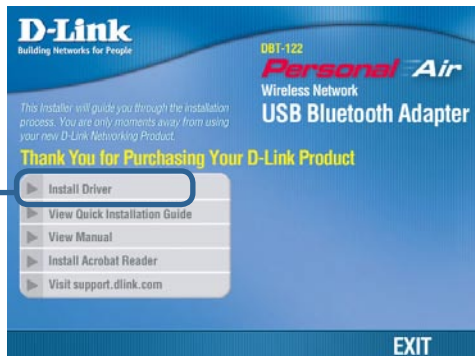 D-Link
Building Networks for People
DBT-122
Personal Air
Wireless Network
USB Bluetooth Adapter
This Installer will guide you through the installation
process. You are only moments away from using
your new D-Link Networking Product.
Thank You for Purchasing Your D-Link Product
Install Driver
View Quick Installation Guide
View Manual
Install Acrobat Reader
Visit support.dlink.com
EXIT